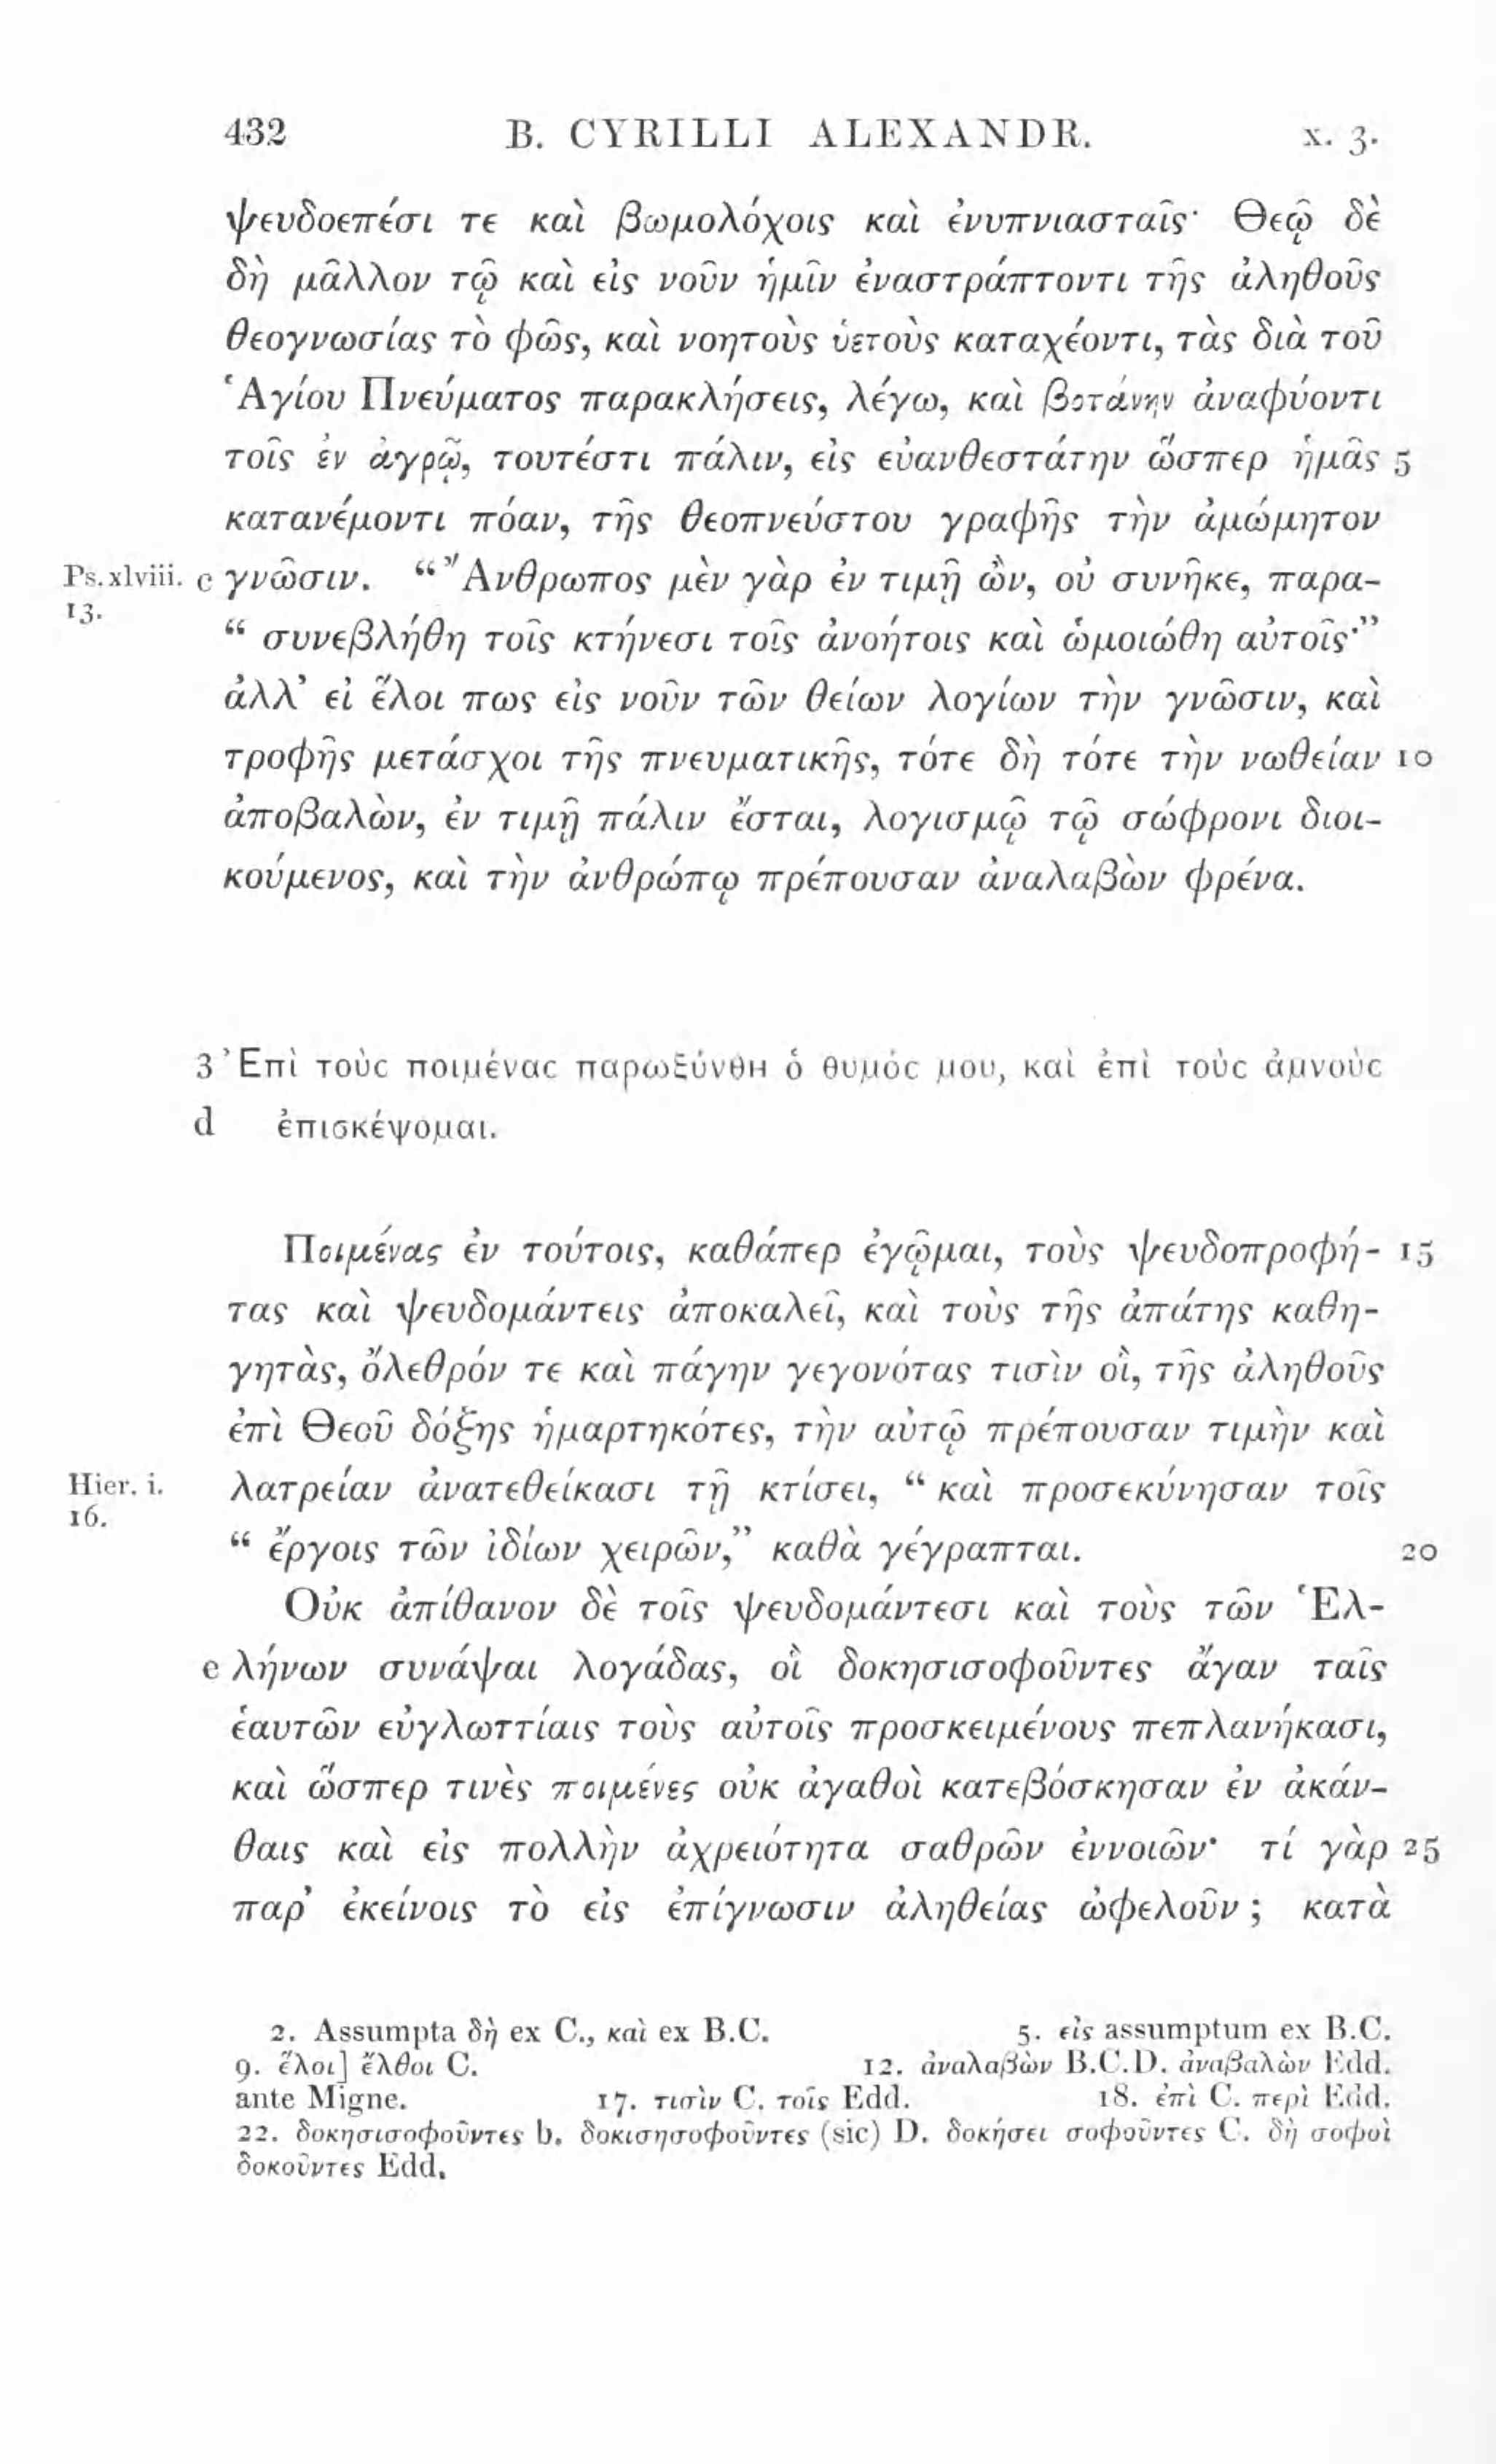 432 B. CYRILLI ALEXANDR. x. 3.
ψευδοεπέσι τε καὶ βωμολόχοις καὶ ἐνυπνιασταῖς· Θεῷ δὲ
δὴ μᾶλλον τῷ καὶ εἰς νοῦν ἡμῖν ἐναστράπτοντι τῆς ἀληθοῦς
θεογνωσίας τὸ φῶς, καὶ νοητοὺς ὑετοὺς καταχέοντι, τὰς διὰ τοῦ
Ἁγίου Πνεύματος παρακλήσεις, λέγω, καὶ βοτάνην ἀναφύοντι
τοῖς ἐν ἀγρῷ, τουτέστι πάλιν, εἰς εὐανθεστάτην ὥσπερ ἡμᾶς 5
κατανέμοντι πόαν, τῆς θεοπνεύστου γραφῆς τὴν ἀμώμητον
Ps. xlviii. c γνῶσιν. “Ἄνθρωπος μὲν γὰρ ἐν τιμῇ ὢν, οὐ συνῆκε, παρα-
13.
“ συνεβλήθη τοῖς κτήνεσι τοῖς ἀνοήτοις καὶ ὡμοιώθη αὐτοῖς·”
ἀλλ’ εἰ ἕλοι πως εἰς νοῦν τῶν θείων λογίων τὴν γνῶσιν, καὶ
τροφῆς μετάσχοι τῆς πνευματικῆς, τότε δὴ τότε τὴν νωθείαν 10
ἀποβαλὼν, ἐν τιμῇ πάλιν ἔσται, λογισμῷ τῷ σώφρονι διοι-
κούμενος, καὶ τὴν ἀνθρώπῳ πρέπουσαν ἀναλαβὼν φρένα.
3 Ἐπὶ τοὺς ποιμένας παρωξύνθη ὁ θυμός μου, καὶ ἐπὶ τοὺς ἀμνοὺς
d ἐπισκέψομαι.
Ποιμένας ἐν τούτοις, καθάπερ ἐγᾦμαι, τοὺς ψευδοπροφή- 15
τας καὶ ψευδομάντεις ἀποκαλεῖ, καὶ τοὺς τῆς ἀπάτης καθη-
γητὰς, ὄλεθρόν τε καὶ πάγην γεγονότας τισὶν οἳ, τῆς ἀληθοῦς
ἐπὶ Θεοῦ δόξης ἡμαρτηκότες, τὴν αὐτῷ πρέπουσαν τιμὴν καὶ
Hier. i. λατρείαν ἀνατεθείκασι τῇ κτίσει, “ καὶ προσεκύνησαν τοῖς
16.
“ ἔργοις τῶν ἰδίων χειρῶν,” καθὰ γέγραπται. 20
Οὐκ ἀπίθανον δὲ τοῖς ψευδομάντεσι καὶ τοὺς τῶν Ἑλ-
e λήνων συνάψαι λογάδας, οἳ δοκησισοφοῦντες ἄγαν ταῖς
ἑαυτῶν εὐγλωττίαις τοὺς αὐτοῖς προσκειμένους πεπλανήκασι,
καὶ ὥσπερ τινὲς ποιμένες οὐκ ἀγαθοὶ κατεβόσκησαν ἐν ἀκάν-
θαις καὶ εἰς πολλὴν ἀχρειότητα σαθρῶν ἐννοιῶν· τί γὰρ 25
παρ’ ἐκείνοις τὸ εἰς ἐπίγνωσιν ἀληθείας ὠφελοῦν ; κατὰ
2. Assumpta δὴ ex C., καὶ ex B.C. 5. εἰς assumptum ex B.C.
9. ἕλοι] ἔλθοι C. 12. ἀναλαβὼν B.C.D. ἀναβαλὼν Edd.
ante Migne. 17. τισὶν C. τοῖς Edd. 18. ἐπὶ C. περὶ Edd.
22. δοκησισοφοῦντες b. δοκισησοφοῦντες (sic) D. δοκήσει σοφοῦντες C. δὴ σοφοὶ
δοκοῦντες Edd.